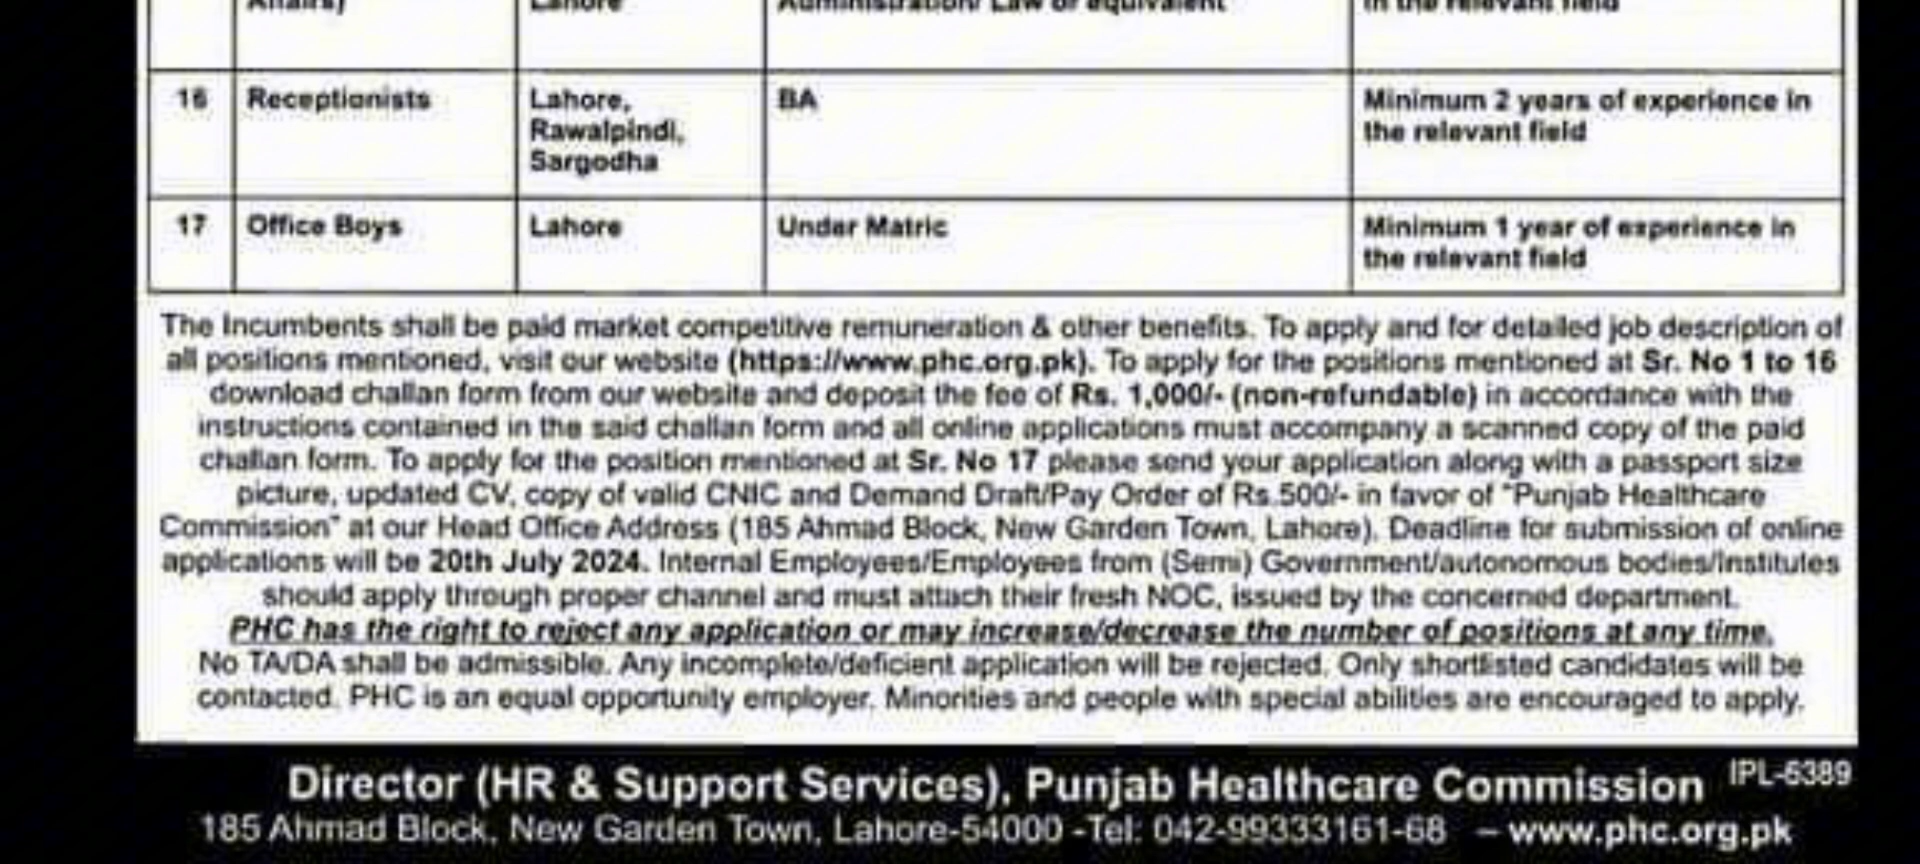 Affairs) Lahore Administration/ Law or equivalent in the relevant field
16 Receptionists Lahore, BA Minimum 2 years of experience in
Rawalpindi, the relevant field
Sargodha
17 Office Boys Lahore Under Matric Minimum 1 year of experience in
the relevant field
The Incumbents shall be paid market competitive remuneration & other benefits. To apply and for detailed job description of
all positions mentioned, visit our website (https://www.phc.org.pk). To apply for the positions mentioned at Sr. No 1 to 16
download challan form from our website and deposit the fee of Rs. 1,000/- (non-refundable) in accordance with the
instructions contained in the said challan form and all online applications must accompany a scanned copy of the paid
challan form. To apply for the position mentioned at Sr. No 17 please send your application along with a passport size
picture, updated CV, copy of valid CNIC and Demand Draft/Pay Order of Rs.500/- in favor of "Punjab Healthcare
Commission" at our Head Office Address (185 Ahmad Block, New Garden Town, Lahore). Deadline for submission of online
applications will be 20th July 2024. Internal Employees/Employees from (Semi) Government/autonomous bodies/institutes
should apply through proper channel and must attach their fresh NOC, issued by the concerned department.
PHC has the right to reject any application or may increase/decrease the number of positions at any time.
No TA/DA shall be admissible. Any incomplete/deficient application will be rejected. Only shortlisted candidates will be
contacted. PHC is an equal opportunity employer. Minorities and people with special abilities are encouraged to apply.
Director (HR & Support Services), Punjab Healthcare Commission IPL-6389
185 Ahmad Block, New Garden Town, Lahore-54000 -Tel: 042-99333161-68 – www.phc.org.pk